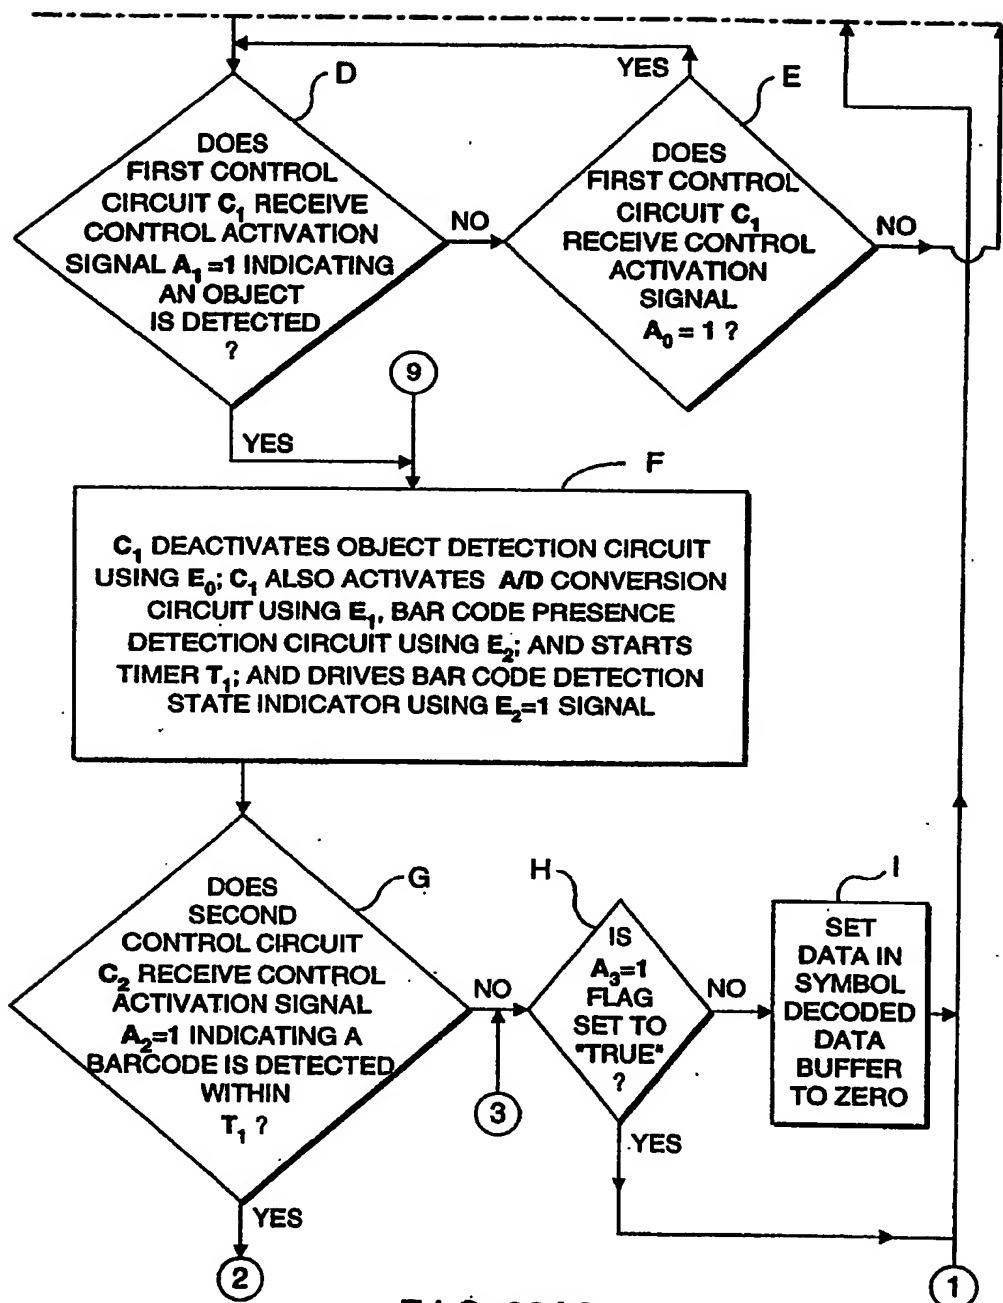 D
DOES
FIRST CONTROL
CIRCUIT C₁ RECEIVE
CONTROL ACTIVATION
SIGNAL A₁ =1 INDICATING
AN OBJECT
IS DETECTED
?
NO
YES
E
DOES
FIRST CONTROL
CIRCUIT C₁
RECEIVE CONTROL
ACTIVATION
SIGNAL
A₀ = 1 ?
YES
NO
9
F
C₁ DEACTIVATES OBJECT DETECTION CIRCUIT
USING E₀; C₁ ALSO ACTIVATES A/D CONVERSION
CIRCUIT USING E₁, BAR CODE PRESENCE
DETECTION CIRCUIT USING E₂; AND STARTS
TIMER T₁; AND DRIVES BAR CODE DETECTION
STATE INDICATOR USING E₂=1 SIGNAL
G
DOES
SECOND
CONTROL CIRCUIT
C₂ RECEIVE CONTROL
ACTIVATION SIGNAL
A₂=1 INDICATING A
BARCODE IS DETECTED
WITHIN
T₁ ?
NO
YES
2
3
H
IS
A₃=1
FLAG
SET TO
"TRUE"
?
NO
YES
I
SET
DATA IN
SYMBOL
DECODED
DATA
BUFFER
TO ZERO
1